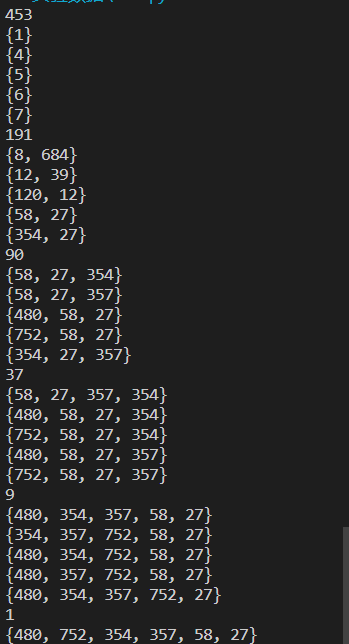 453
{1}
{4}
{5}
{6}
{7}
191
{8, 684}
{12, 39}
{120, 12}
{58, 27}
{354, 27}
90
{58, 27, 354}
{58, 27, 357}
{480, 58, 27}
{752, 58, 27}
{354, 27, 357}
37
{58, 27, 357, 354}
{480, 58, 27, 354}
{752, 58, 27, 354}
{480, 58, 27, 357}
{752, 58, 27, 357}
9
{480, 354, 357, 58, 27}
{354, 357, 752, 58, 27}
{480, 354, 752, 58, 27}
{480, 357, 752, 58, 27}
{480, 354, 357, 752, 27}
1
{480, 752, 354, 357, 58, 27}